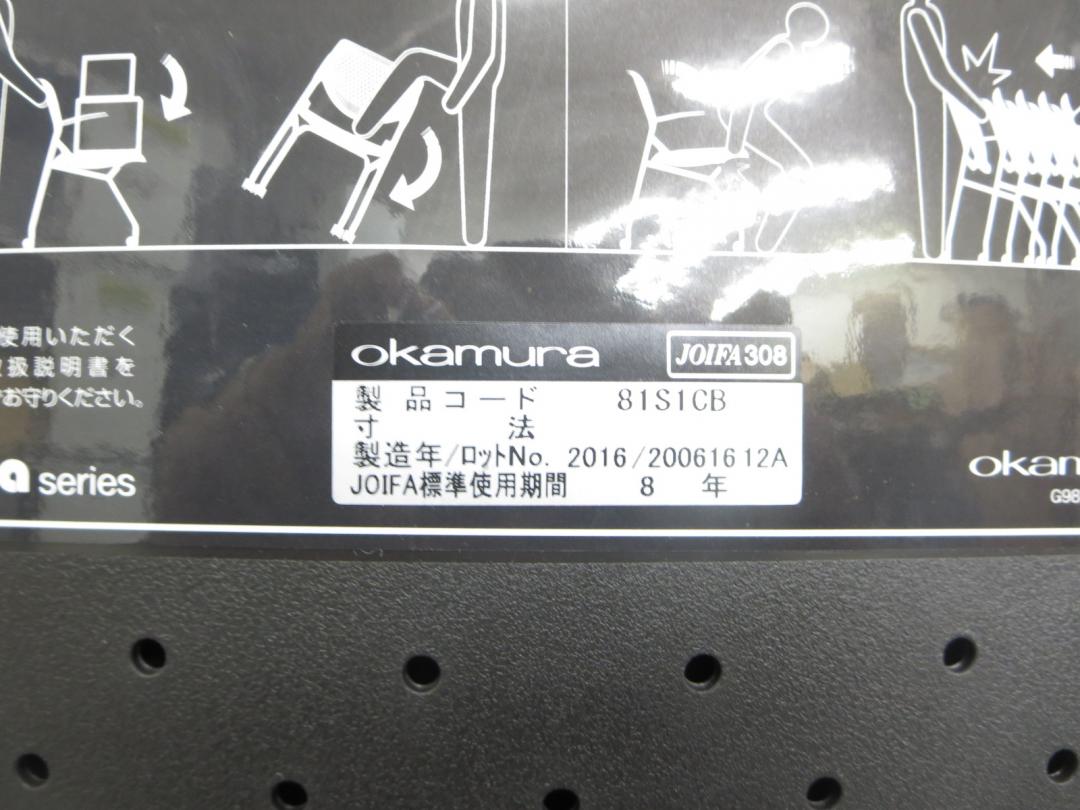 使用いただく
扱説明書を
お守りください。
a series
okamura JOIFA308
製品コード 81S1CB
寸法
製造年/ロットNo. 2016/20061612A
JOIFA標準使用期間 8 年
okam
G98